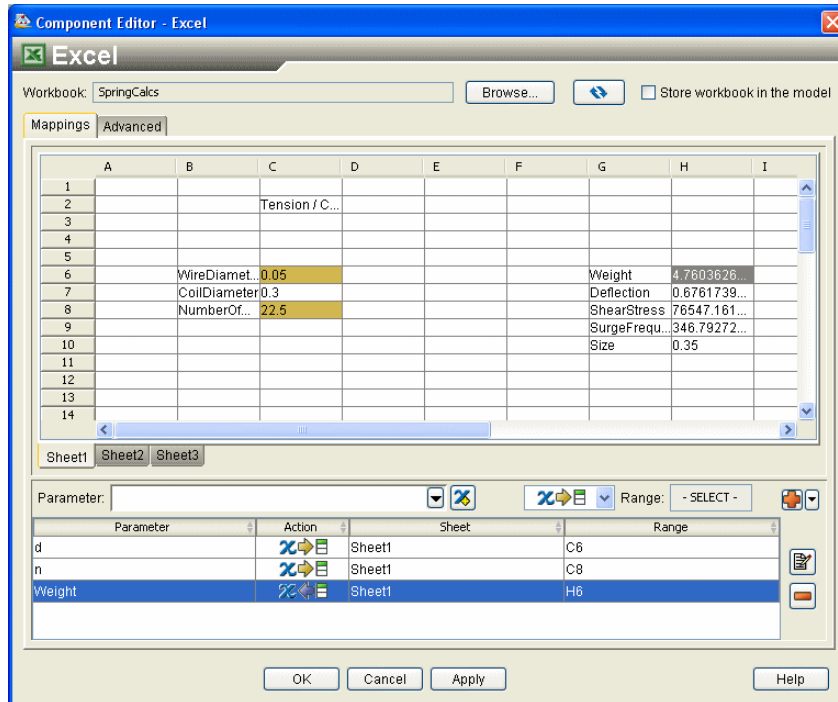 Component Editor - Excel
Excel
Workbook: SpringCalcs Browse... Store workbook in the model
Mappings Advanced
A B C D E F G H I
1
2 Tension / C...
3
4
5
6 WireDiamet... 0.05 Weight 4.7603626...
7 CoilDiameter 0.3 Deflection 0.6761739...
8 NumberOf... 22.5 ShearStress 76547.161...
9 SurgeFrequ... 346.79272...
10 Size 0.35
11
12
13
14
Sheet1 Sheet2 Sheet3
Parameter: Range: - SELECT -
Parameter Action Sheet Range
d Sheet1 C6
n Sheet1 C8
Weight Sheet1 H6
OK Cancel Apply Help